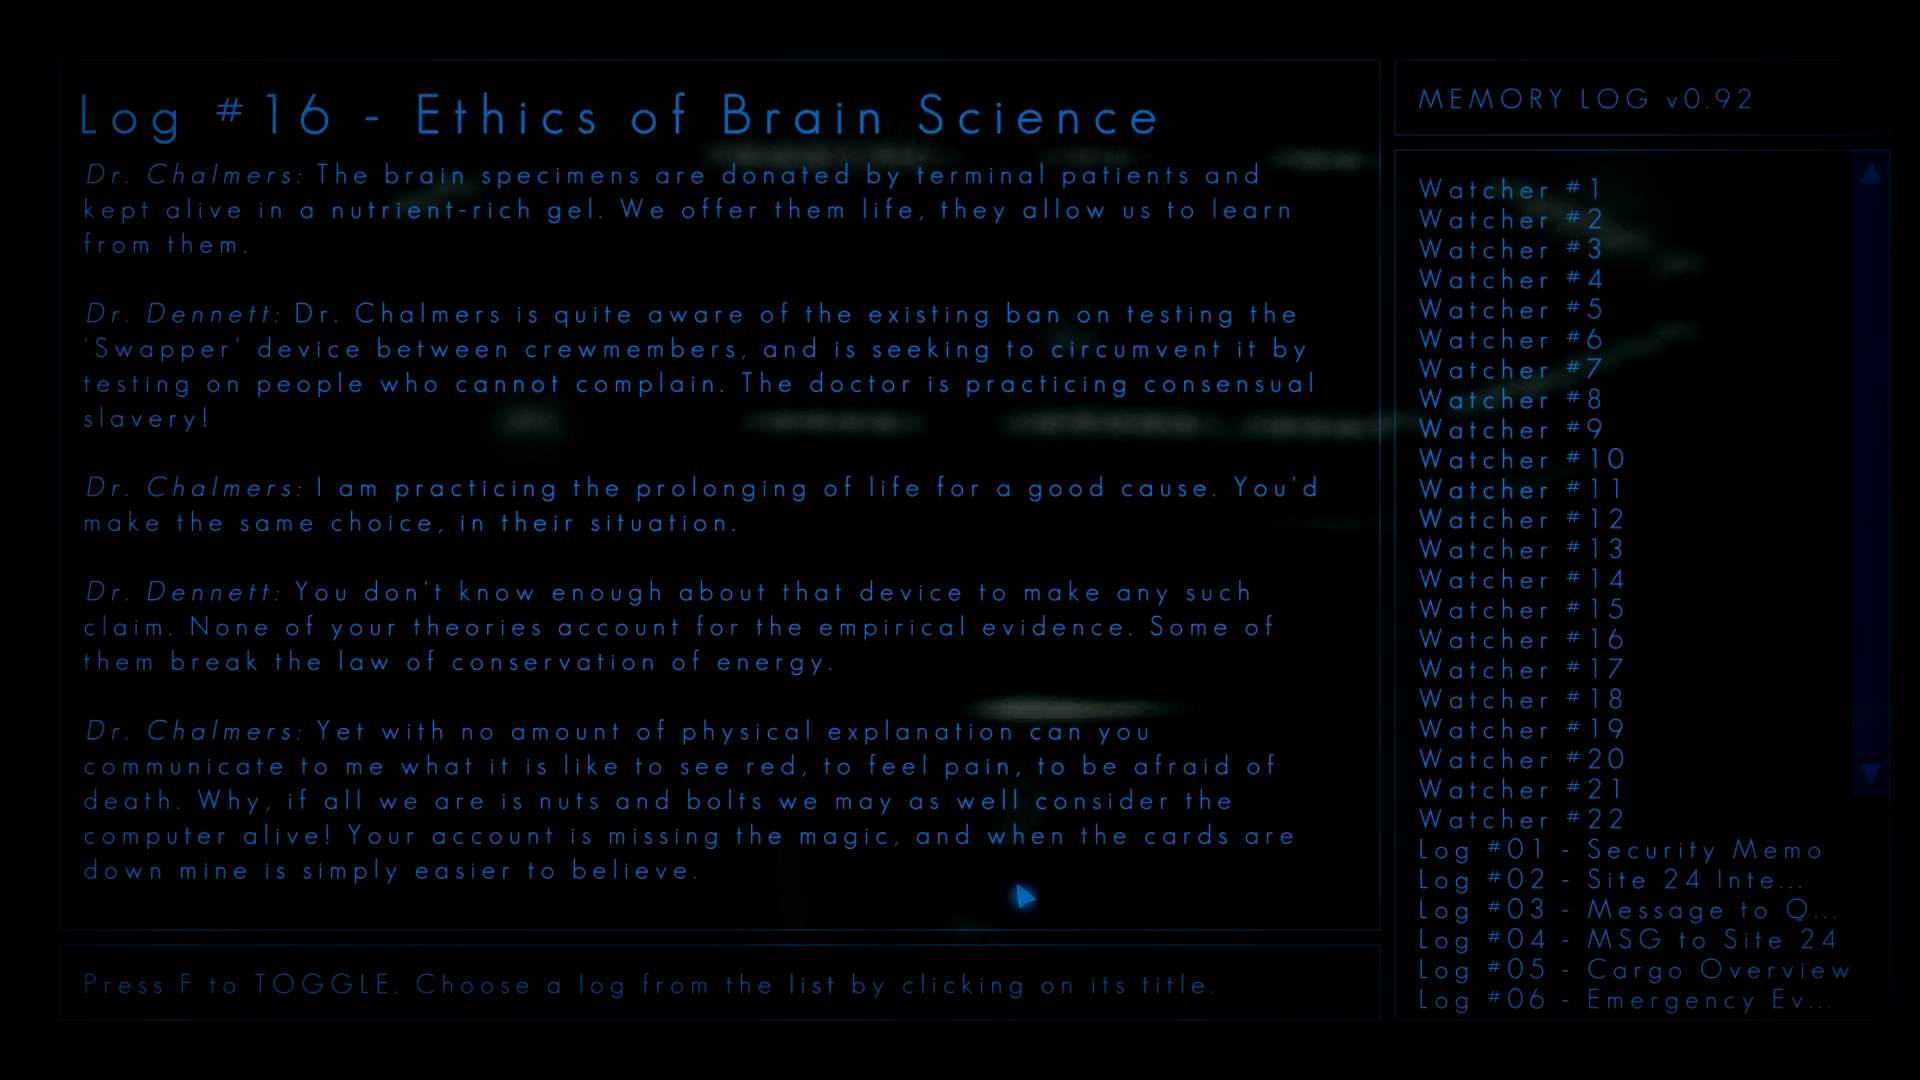 Log #16 - Ethics of Brain Science
Dr. Chalmers: The brain specimens are donated by terminal patients and
kept alive in a nutrient-rich gel. We offer them life, they allow us to learn
from them.
Dr. Dennett: Dr. Chalmers is quite aware of the existing ban on testing the
'Swapper' device between crewmembers, and is seeking to circumvent it by
testing on people who cannot complain. The doctor is practicing consensual
slavery!
Dr. Chalmers: I am practicing the prolonging of life for a good cause. You'd
make the same choice, in their situation.
Dr. Dennett: You don't know enough about that device to make any such
claim. None of your theories account for the empirical evidence. Some of
them break the law of conservation of energy.
Dr. Chalmers: Yet with no amount of physical explanation can you
communicate to me what it is like to see red, to feel pain, to be afraid of
death. Why, if all we are is nuts and bolts we may as well consider the
computer alive! Your account is missing the magic, and when the cards are
down mine is simply easier to believe.
Press F to TOGGLE. Choose a log from the list by clicking on its title.
MEMORY LOG v0.92
Watcher #1
Watcher #2
Watcher #3
Watcher #4
Watcher #5
Watcher #6
Watcher #7
Watcher #8
Watcher #9
Watcher #10
Watcher #11
Watcher #12
Watcher #13
Watcher #14
Watcher #15
Watcher #16
Watcher #17
Watcher #18
Watcher #19
Watcher #20
Watcher #21
Watcher #22
Log #01 - Security Memo
Log #02 - Site 24 Inte...
Log #03 - Message to Q...
Log #04 - MSG to Site 24
Log #05 - Cargo Overview
Log #06 - Emergency Ev...